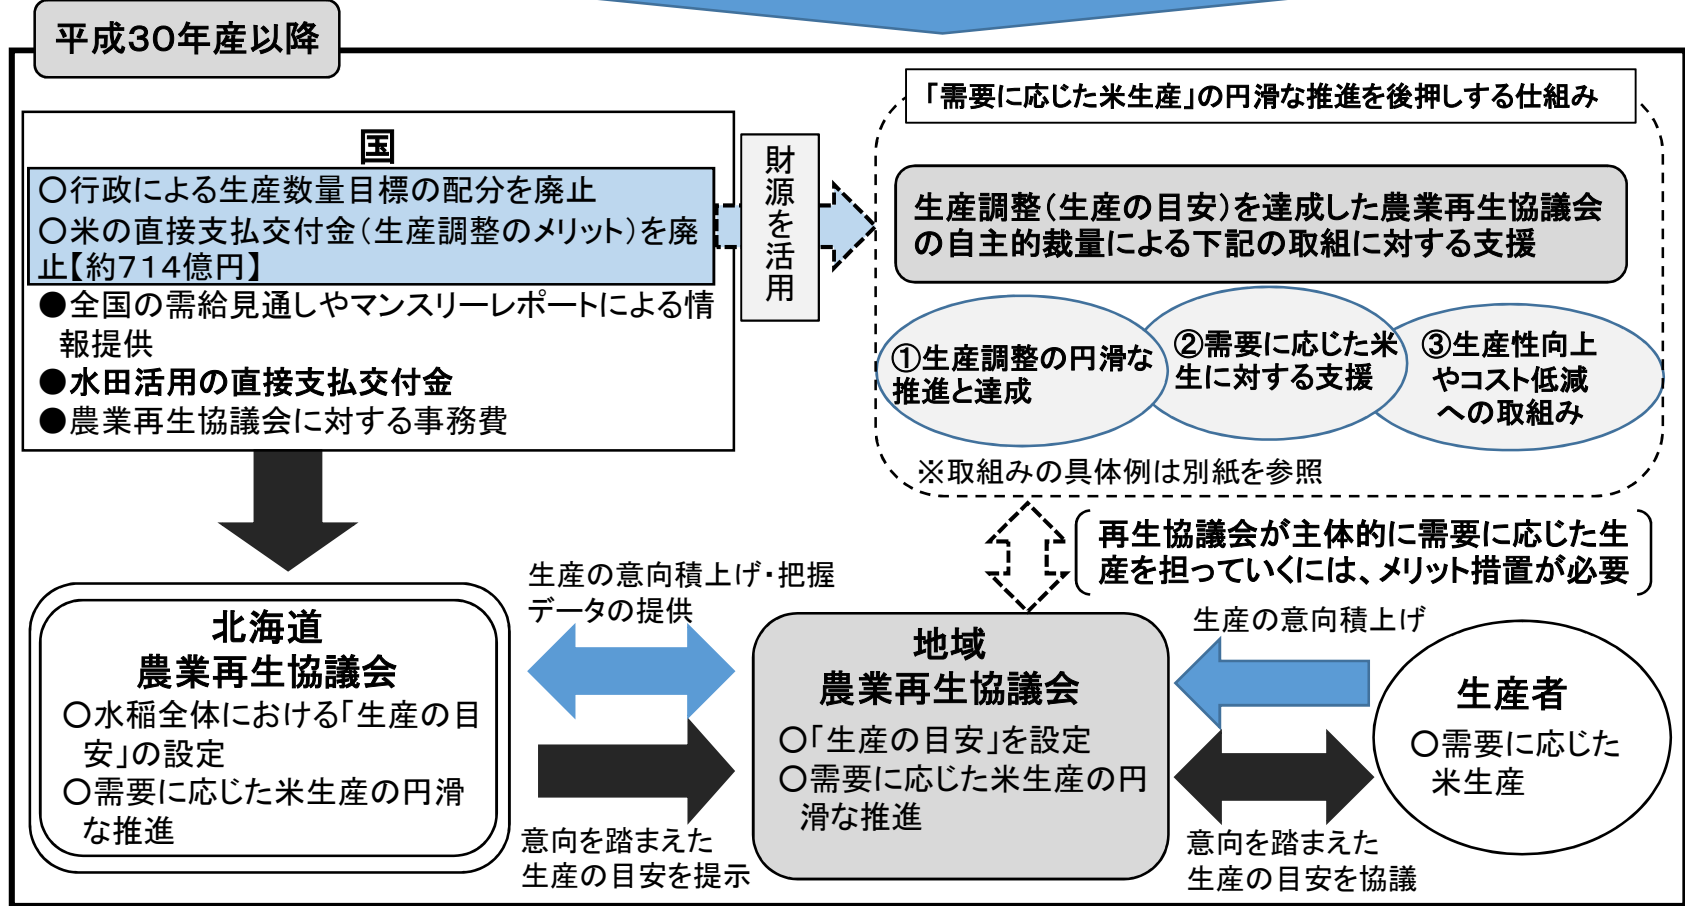 平成30年産以降
国
○行政による生産数量目標の配分を廃止
○米の直接支払交付金(生産調整のメリット)を廃
止【約714億円】
●全国の需給見通しやマンスリーレポートによる情
報提供
●水田活用の直接支払交付金
●農業再生協議会に対する事務費
財源を活用
「需要に応じた米生産」の円滑な推進を後押しする仕組み
生産調整(生産の目安)を達成した農業再生協議会
の自主的裁量による下記の取組に対する支援
①生産調整の円滑な
推進と達成
②需要に応じた米
生に対する支援
③生産性向上
やコスト低減
への取組み
※取組みの具体例は別紙を参照
再生協議会が主体的に需要に応じた生
産を担っていくには、メリット措置が必要
北海道
農業再生協議会
○水稲全体における「生産の目
安」の設定
○需要に応じた米生産の円滑
な推進
生産の意向積上げ・把握
データの提供
意向を踏まえた
生産の目安を提示
地域
農業再生協議会
○「生産の目安」を設定
○需要に応じた米生産の円
滑な推進
生産の意向積上げ
意向を踏まえた
生産の目安を協議
生産者
○需要に応じた
米生産